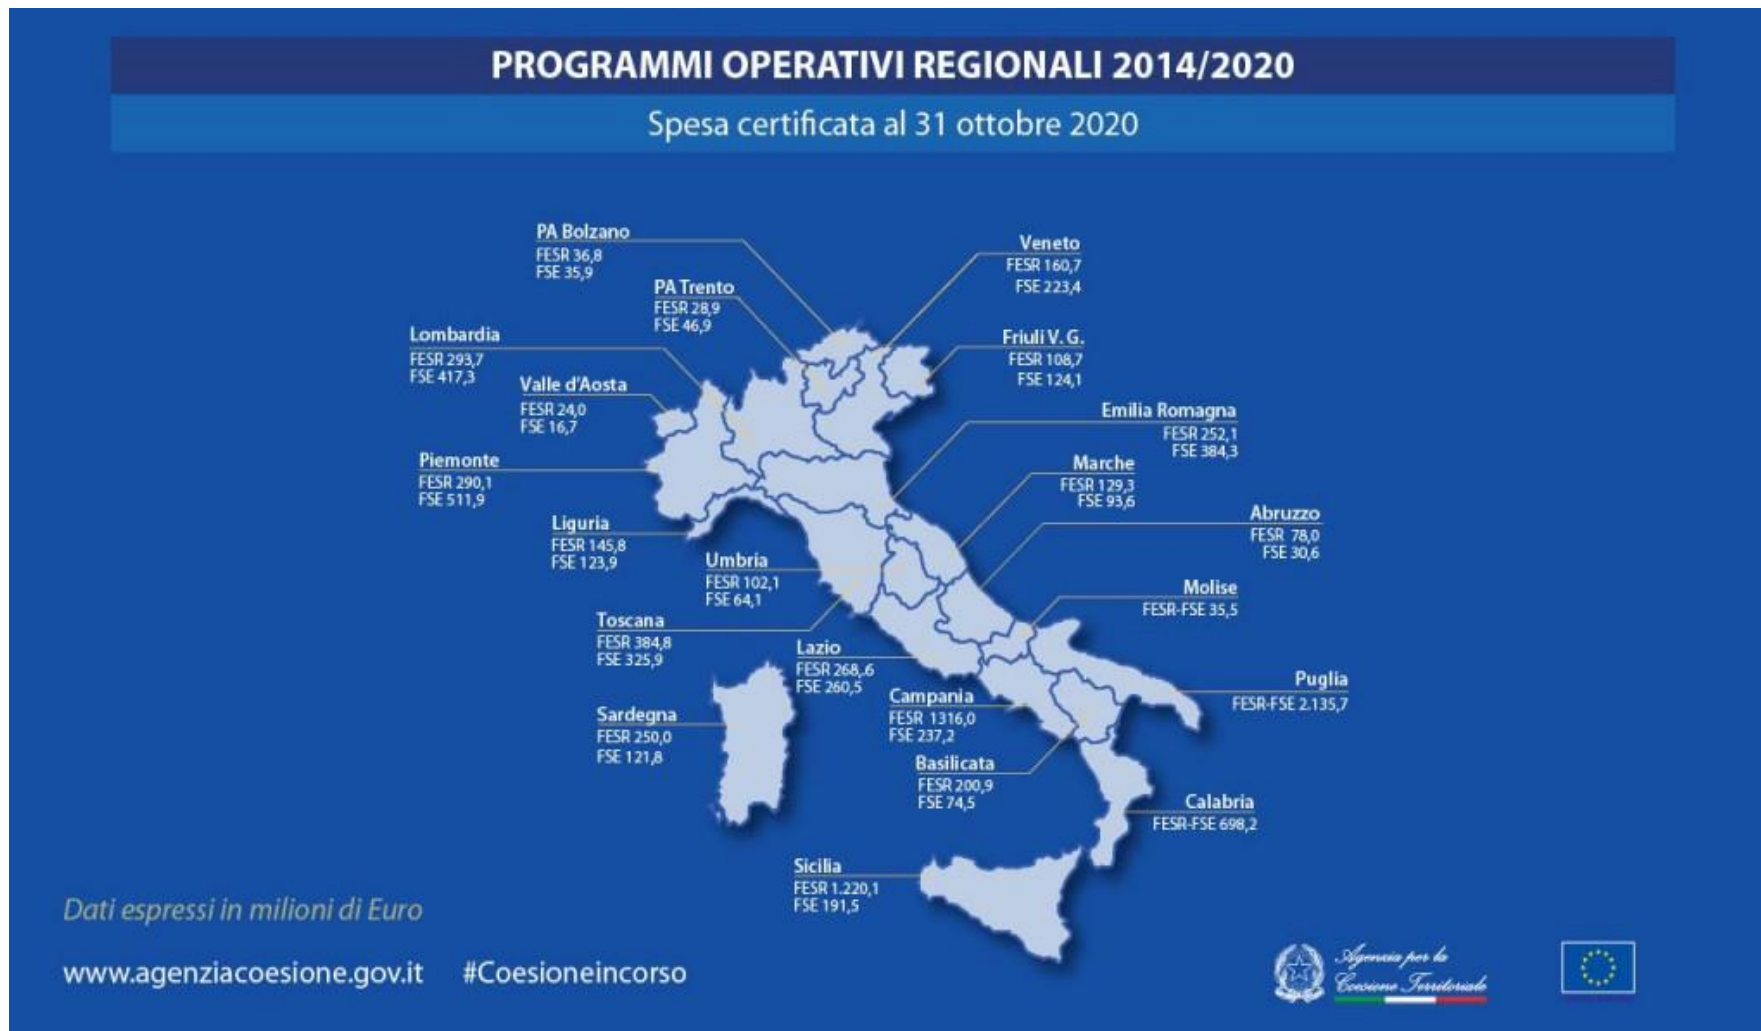 PROGRAMMI OPERATIVI REGIONALI 2014/2020
Spesa certificata al 31 ottobre 2020
PA Bolzano
FESR 36,8
FSE 35,9
Veneto
FESR 160,7
FSE 223,4
PA Trento
FESR 28,9
FSE 46,9
Lombardia
FESR 293,7
FSE 417,3
Friuli V. G.
FESR 108,7
FSE 124,1
Valle d'Aosta
FESR 24,0
FSE 16,7
Emilia Romagna
FESR 252,1
FSE 384,3
Piemonte
FESR 290,1
FSE 511,9
Marche
FESR 129,3
FSE 93,6
Liguria
FESR 145,8
FSE 123,9
Abruzzo
FESR 78,0
FSE 30,6
Umbria
FESR 102,1
FSE 64,1
Molise
FESR-FSE 35,5
Toscana
FESR 384,8
FSE 325,9
Lazio
FESR 268,.6
FSE 260,5
Puglia
FESR-FSE 2.135,7
Campania
FESR 1316,0
FSE 237,2
Sardegna
FESR 250,0
FSE 121,8
Basilicata
FESR 200,9
FSE 74,5
Calabria
FESR-FSE 698,2
Sicilia
FESR 1.220,1
FSE 191,5
Dati espressi in milioni di Euro
www.agenziacoesione.gov.it #Coesioneincorso
Agenzia per la
Coesione Territoriale